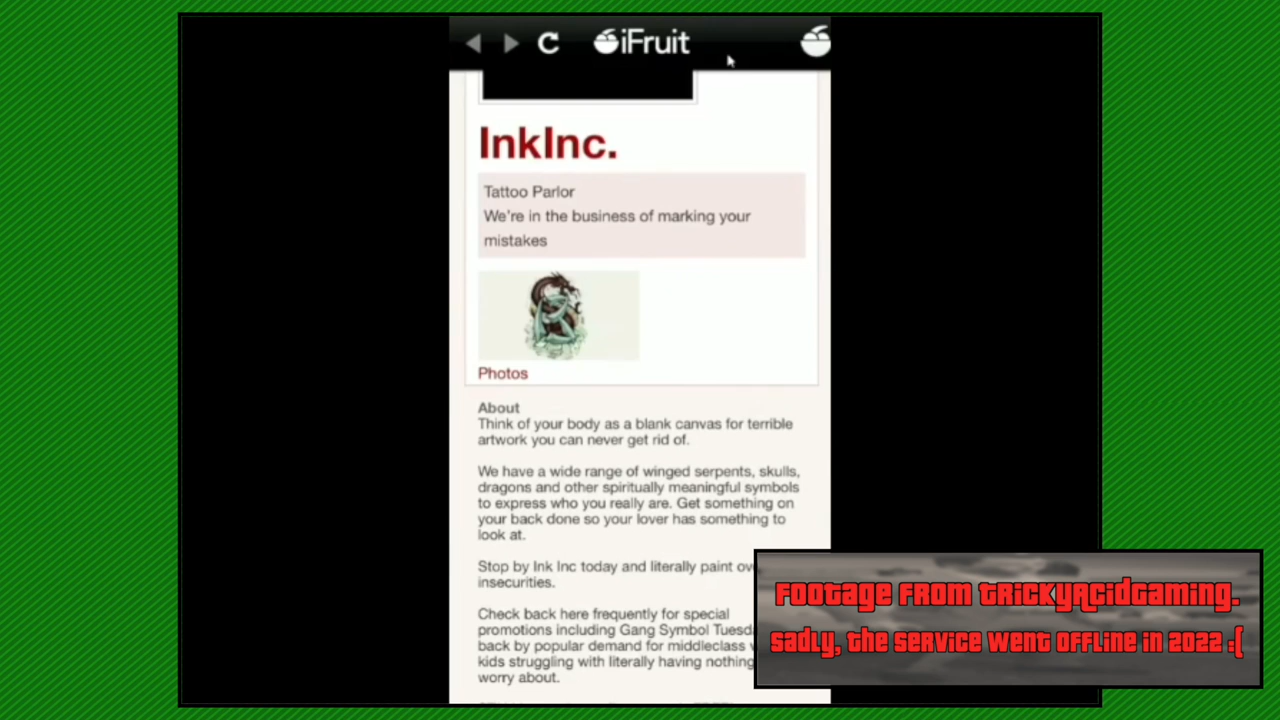 iFruit
InkInc.
Tattoo Parlor
We're in the business of marking your
mistakes
Photos
About
Think of your body as a blank canvas for terrible
artwork you can never get rid of.
We have a wide range of winged serpents, skulls,
dragons and other spiritually meaningful symbols
to express who you really are. Get something on
your back done so your lover has something to
look at.
Stop by Ink Inc today and literally paint
insecurities.
Check back here frequently for special
promotions including Gang Symbol
back by popular demand for middleclass
kids struggling with literally having nothing
worry about.
Footage from TrickyAcidGaming.
Sadly, the service went offline in 2022 :(